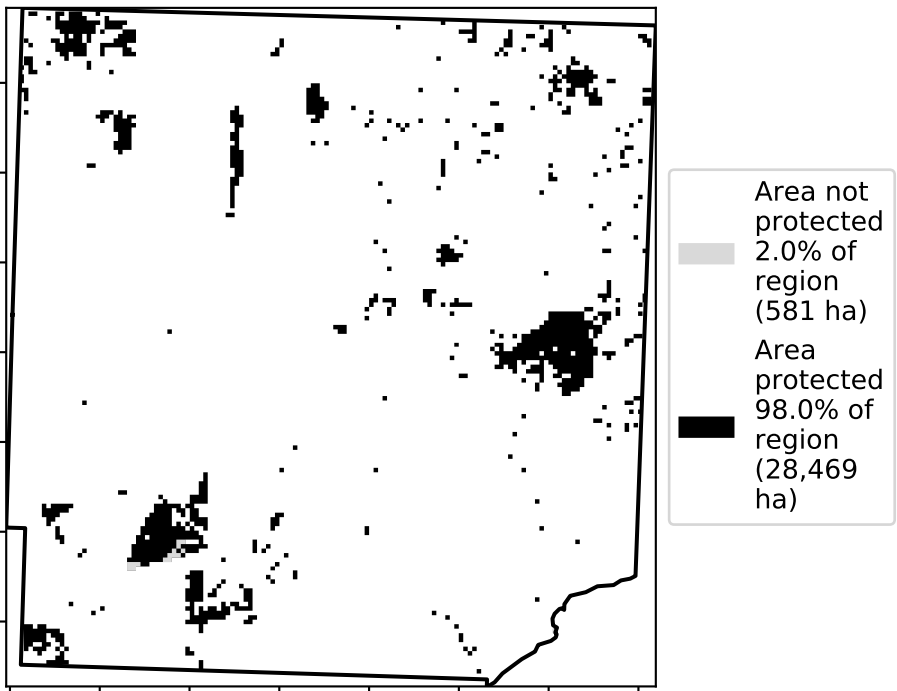 Area not
protected
2.0% of
region
(581 ha)
Area
protected
98.0% of
region
(28,469
ha)